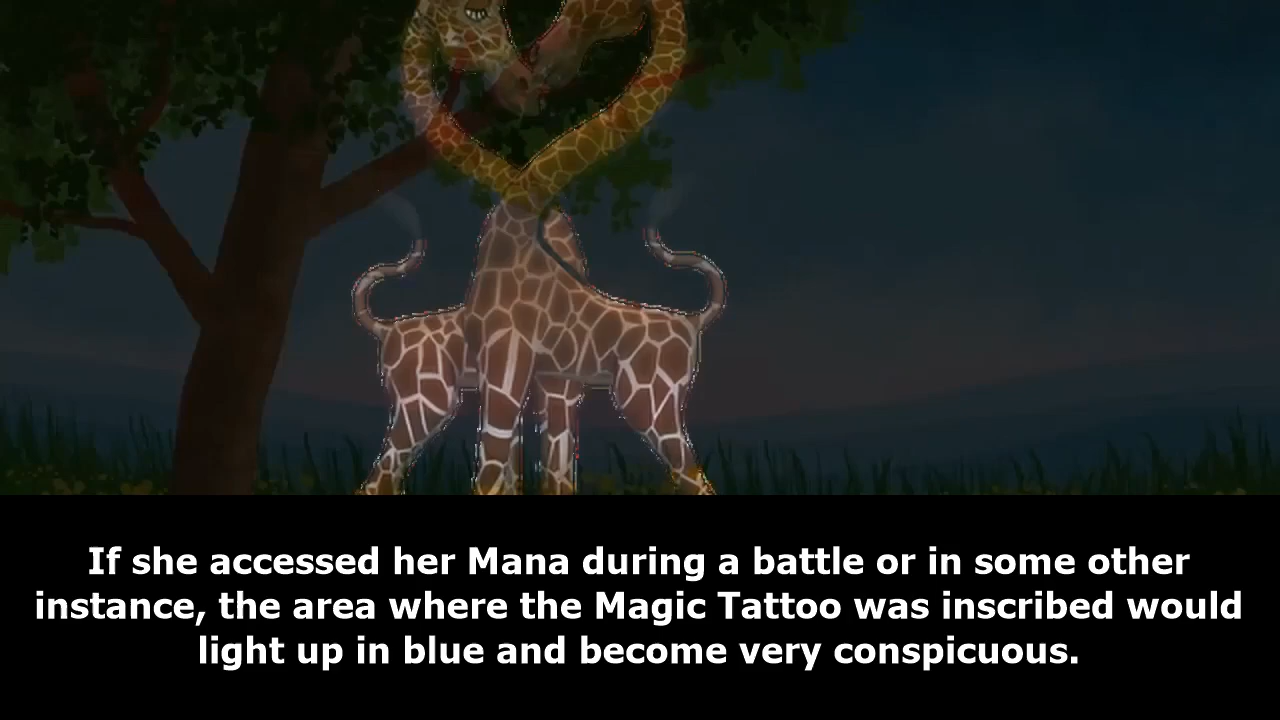 If she accessed her Mana during a battle or in some other
instance, the area where the Magic Tattoo was inscribed would
light up in blue and become very conspicuous.